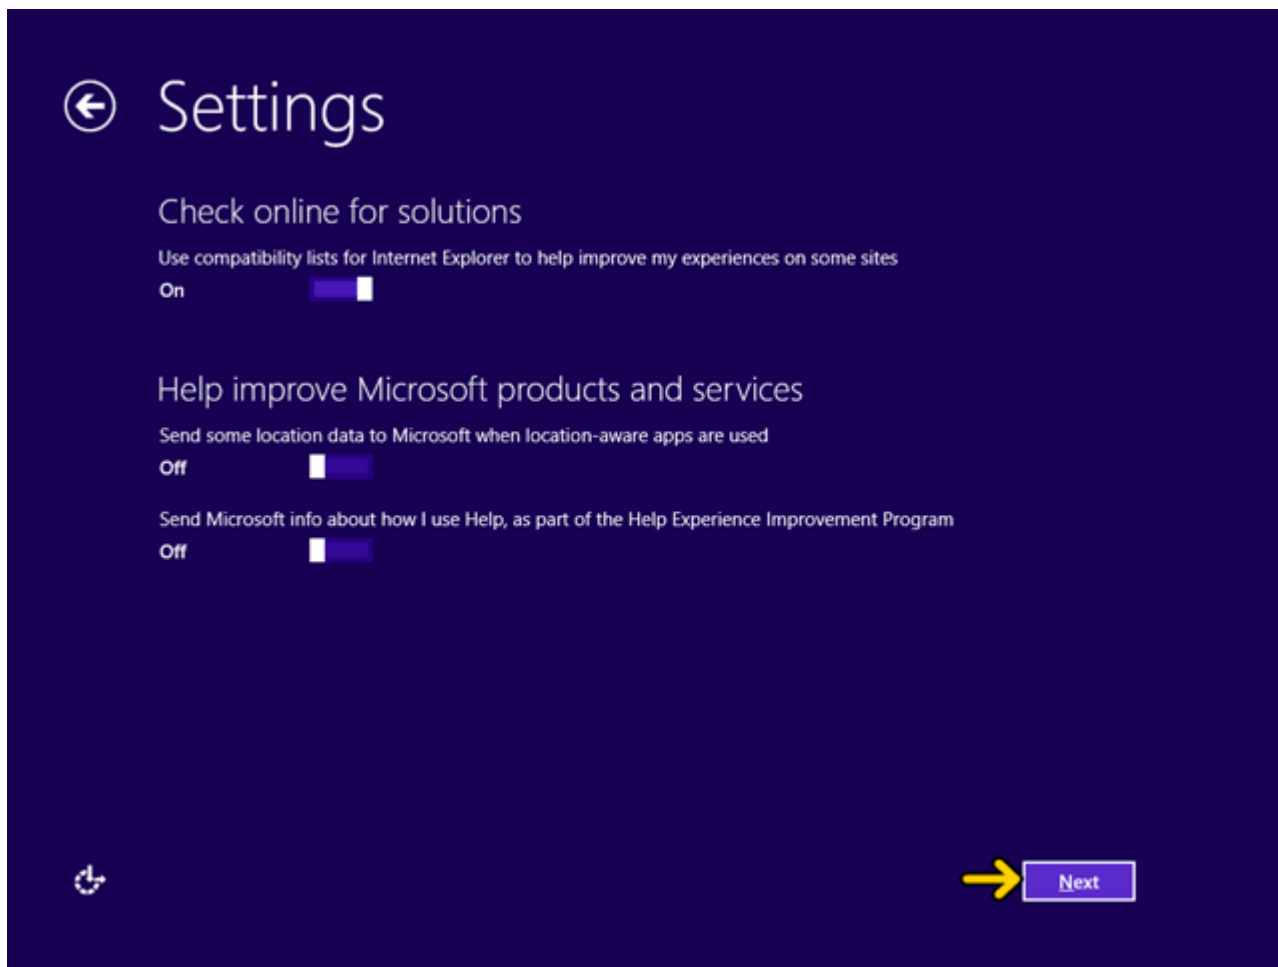 Settings
Check online for solutions
Use compatibility lists for Internet Explorer to help improve my experiences on some sites
On
Help improve Microsoft products and services
Send some location data to Microsoft when location-aware apps are used
Off
Send Microsoft info about how I use Help, as part of the Help Experience Improvement Program
Off
Next